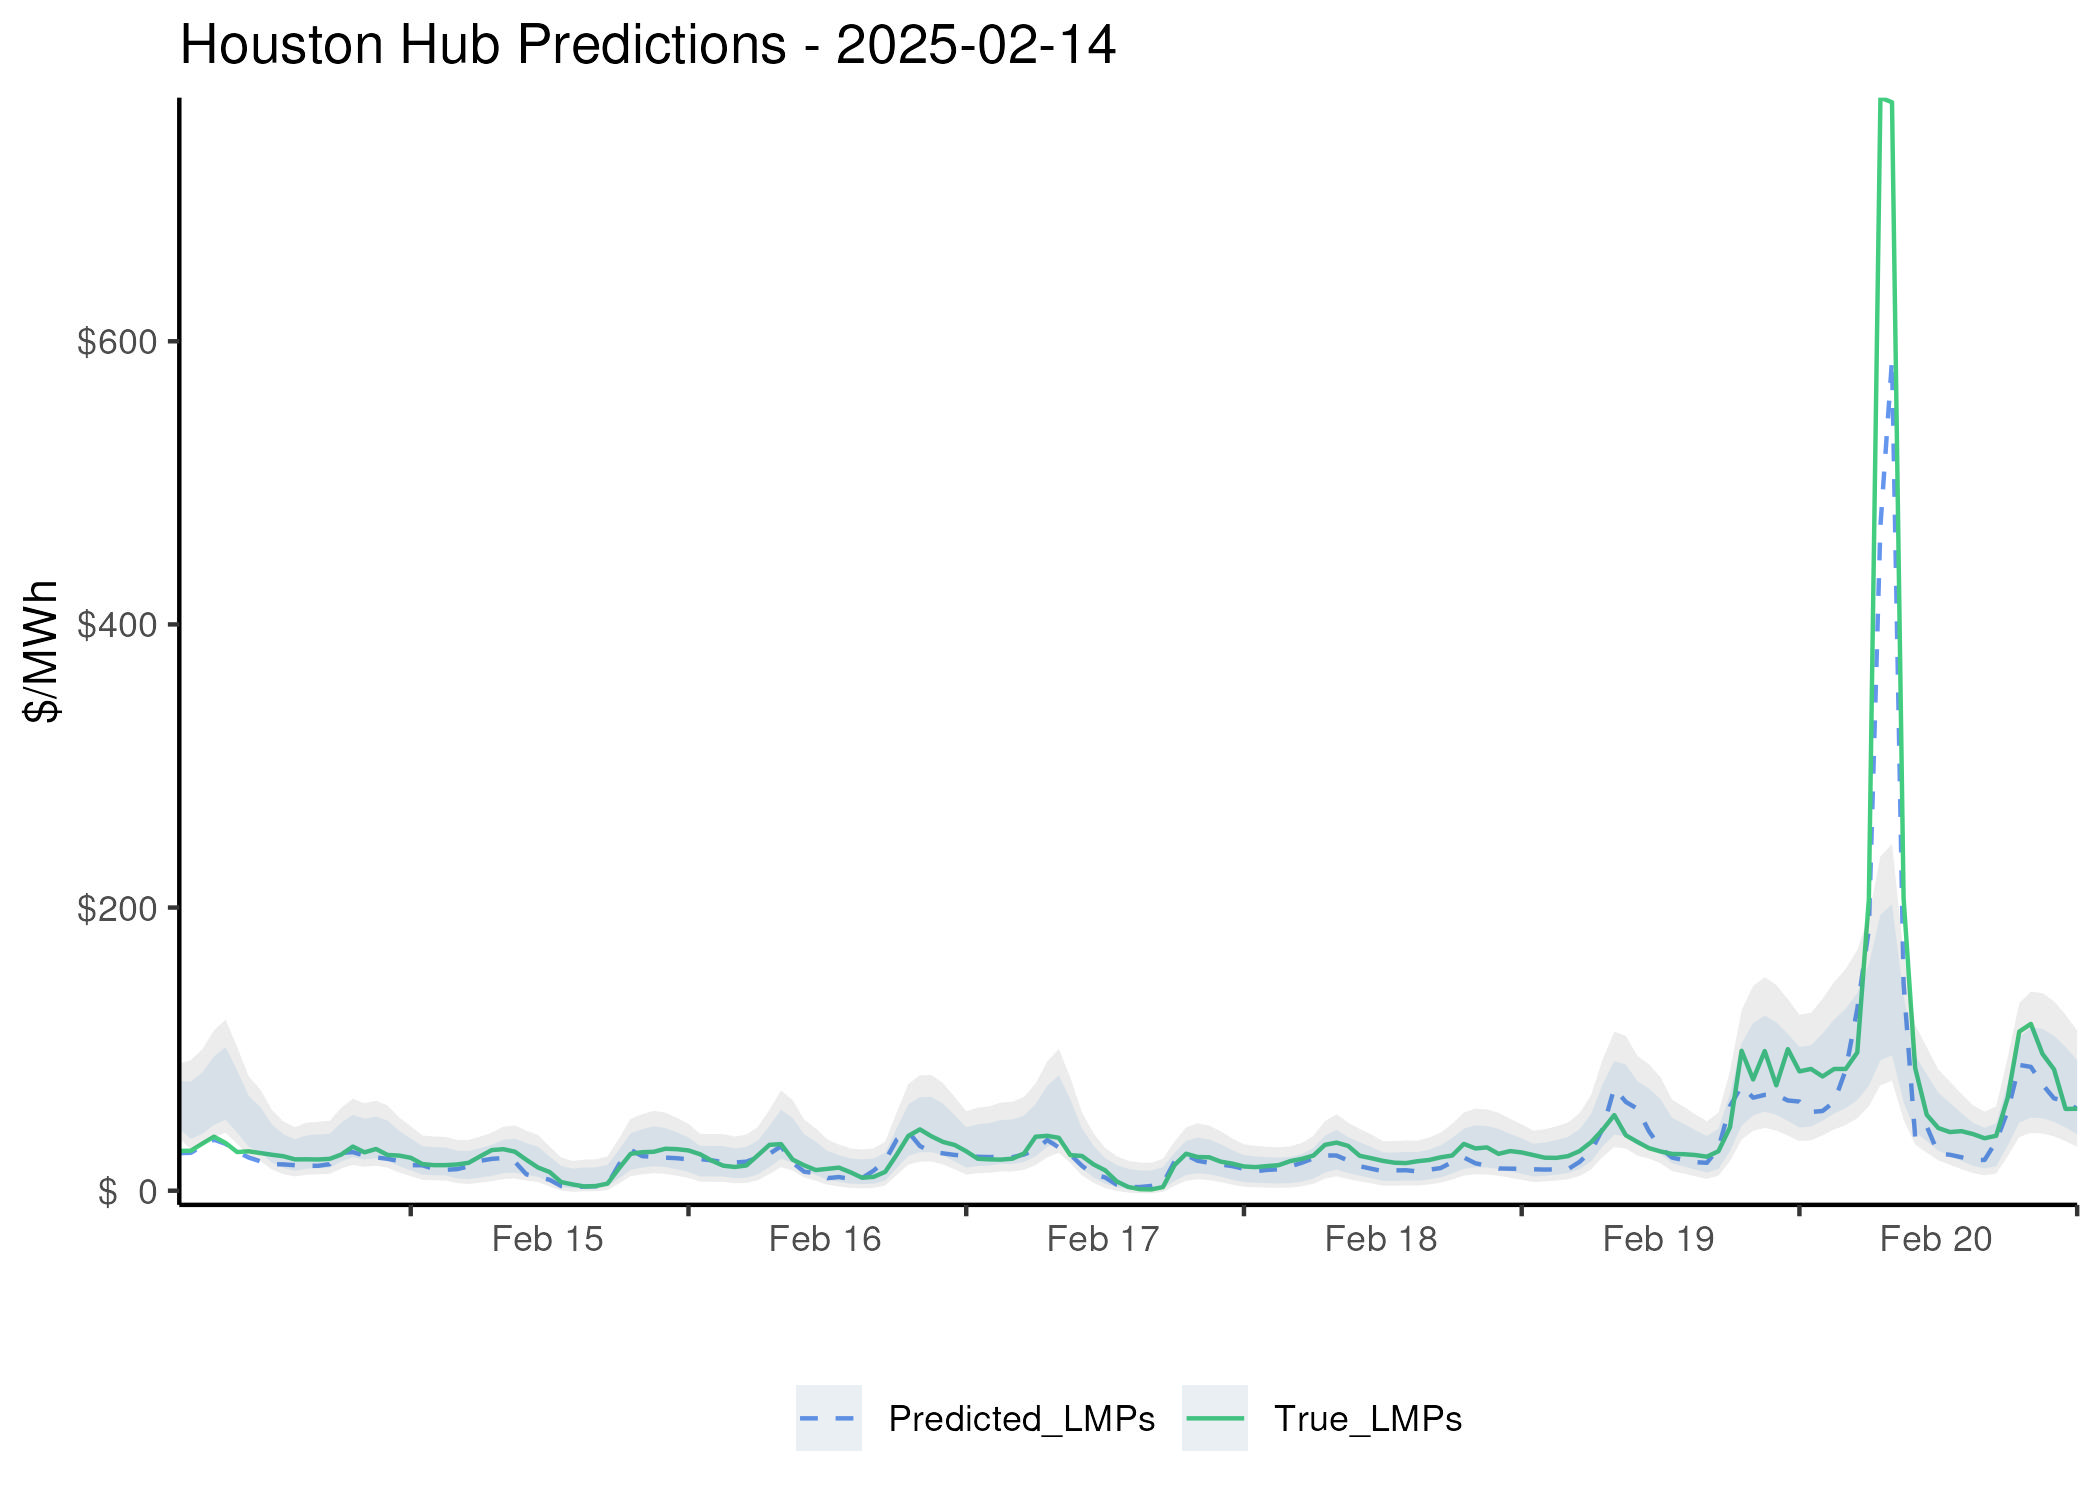 Houston Hub Predictions - 2025-02-14
$/MWh
$600
$400
$200
$ 0
Feb 15 Feb 16 Feb 17 Feb 18 Feb 19 Feb 20
Predicted_LMPs True_LMPs